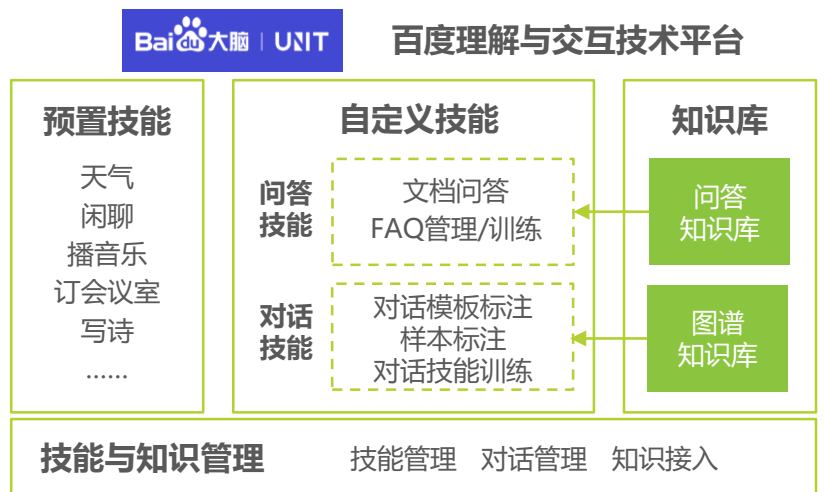 Bai du 大脑 | UNIT
百度理解与交互技术平台
预置技能
天气
闲聊
播音乐
订会议室
写诗
......
自定义技能
问答
技能
文档问答
FAQ管理/训练
对话
技能
对话模板标注
样本标注
对话技能训练
知识库
问答
知识库
图谱
知识库
技能与知识管理
技能管理 对话管理 知识接入